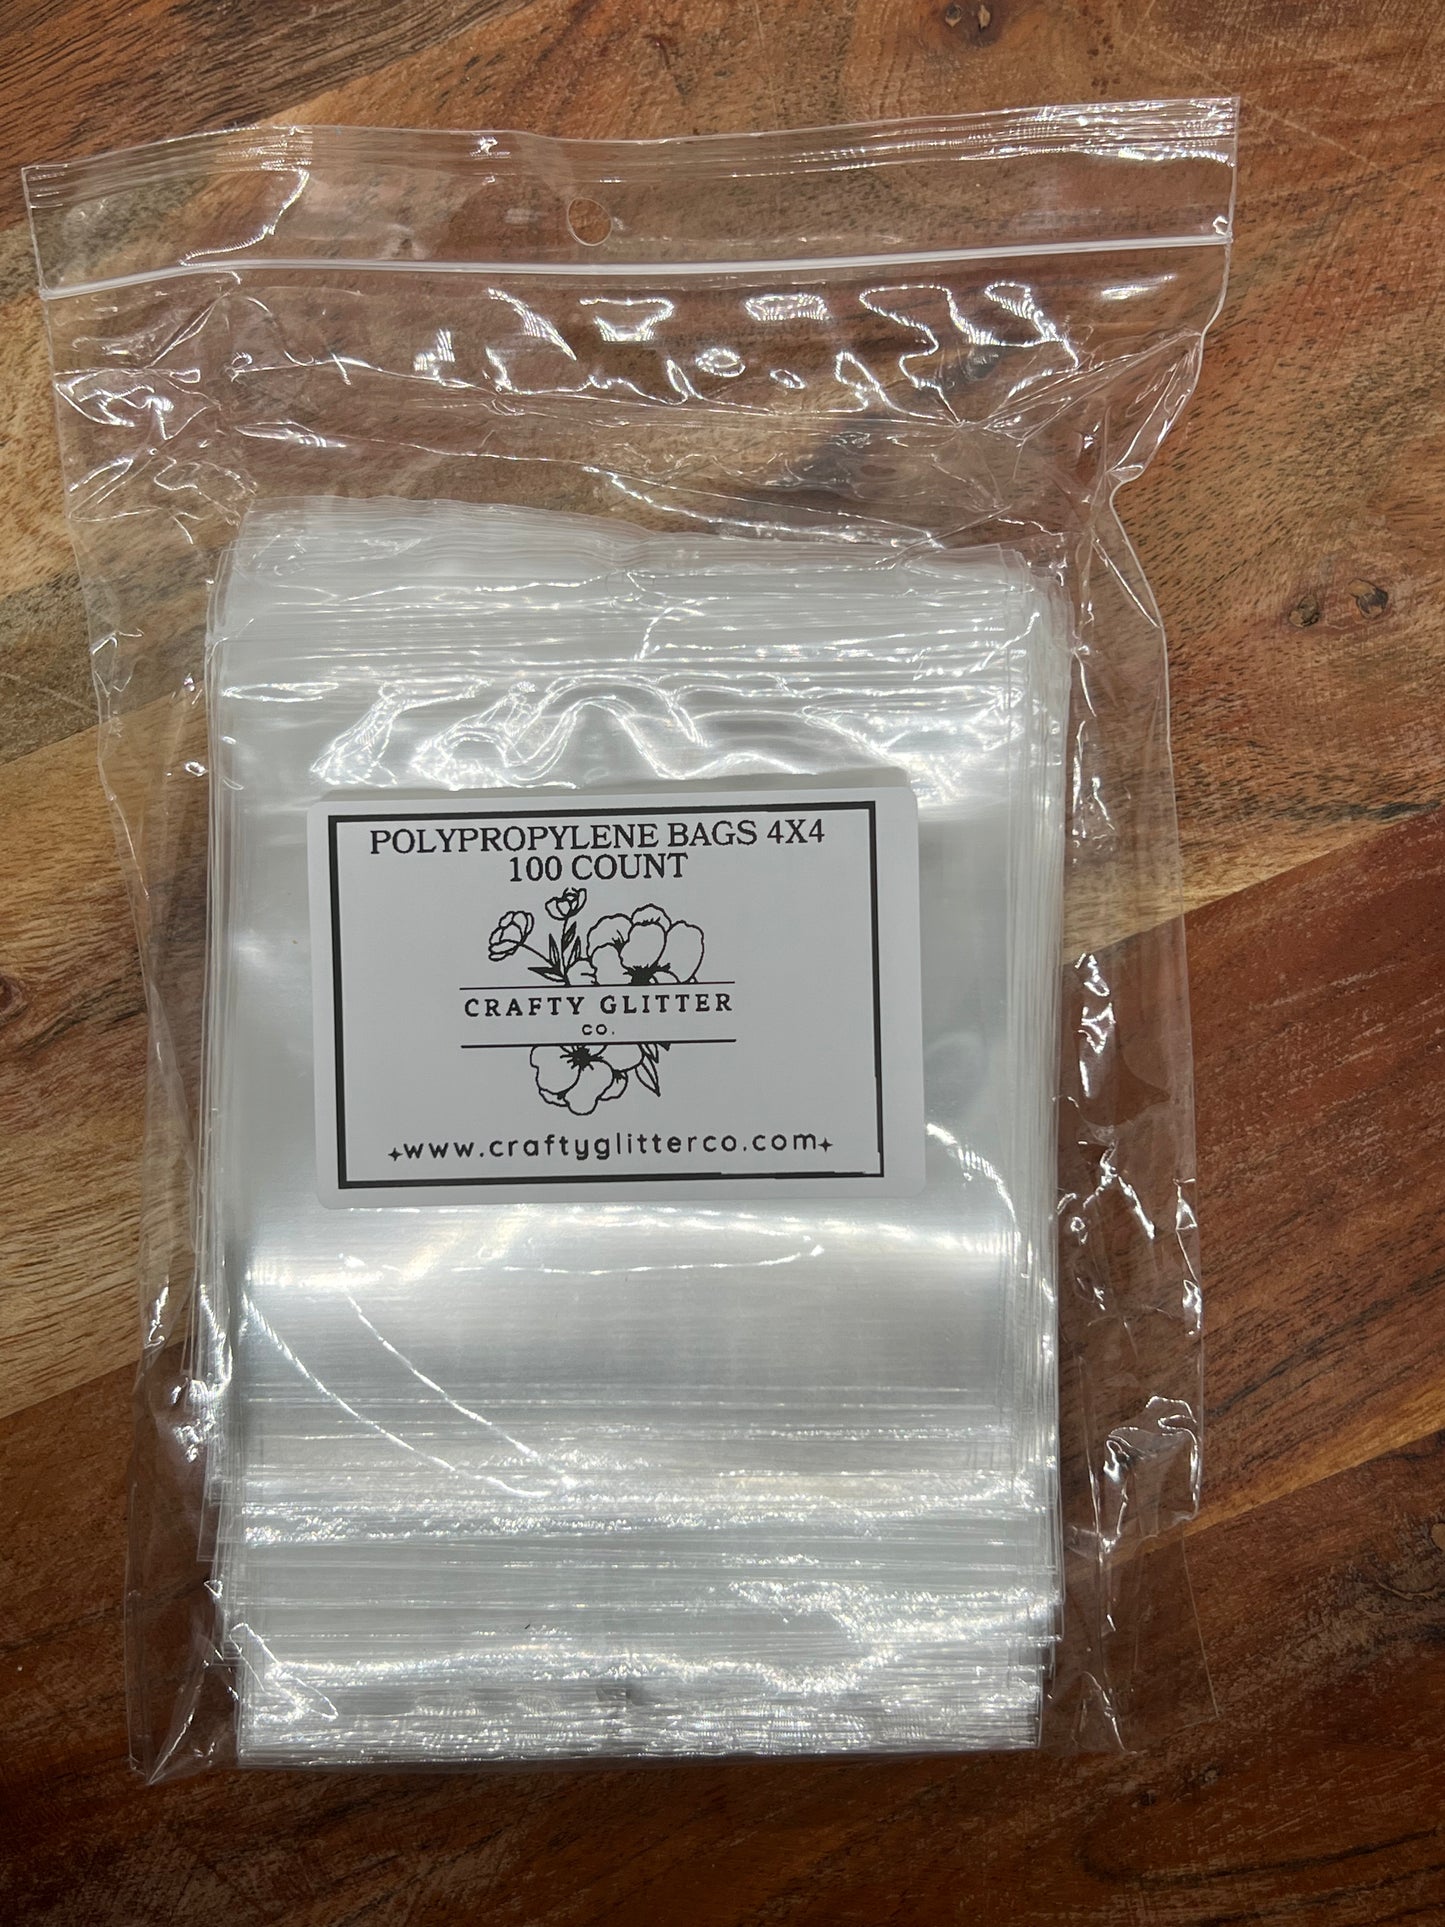 POLYPROPYLENE BAGS 4X4
100 COUNT
CRAFTY GLITTER
CO.
www.craftyglitterco.com